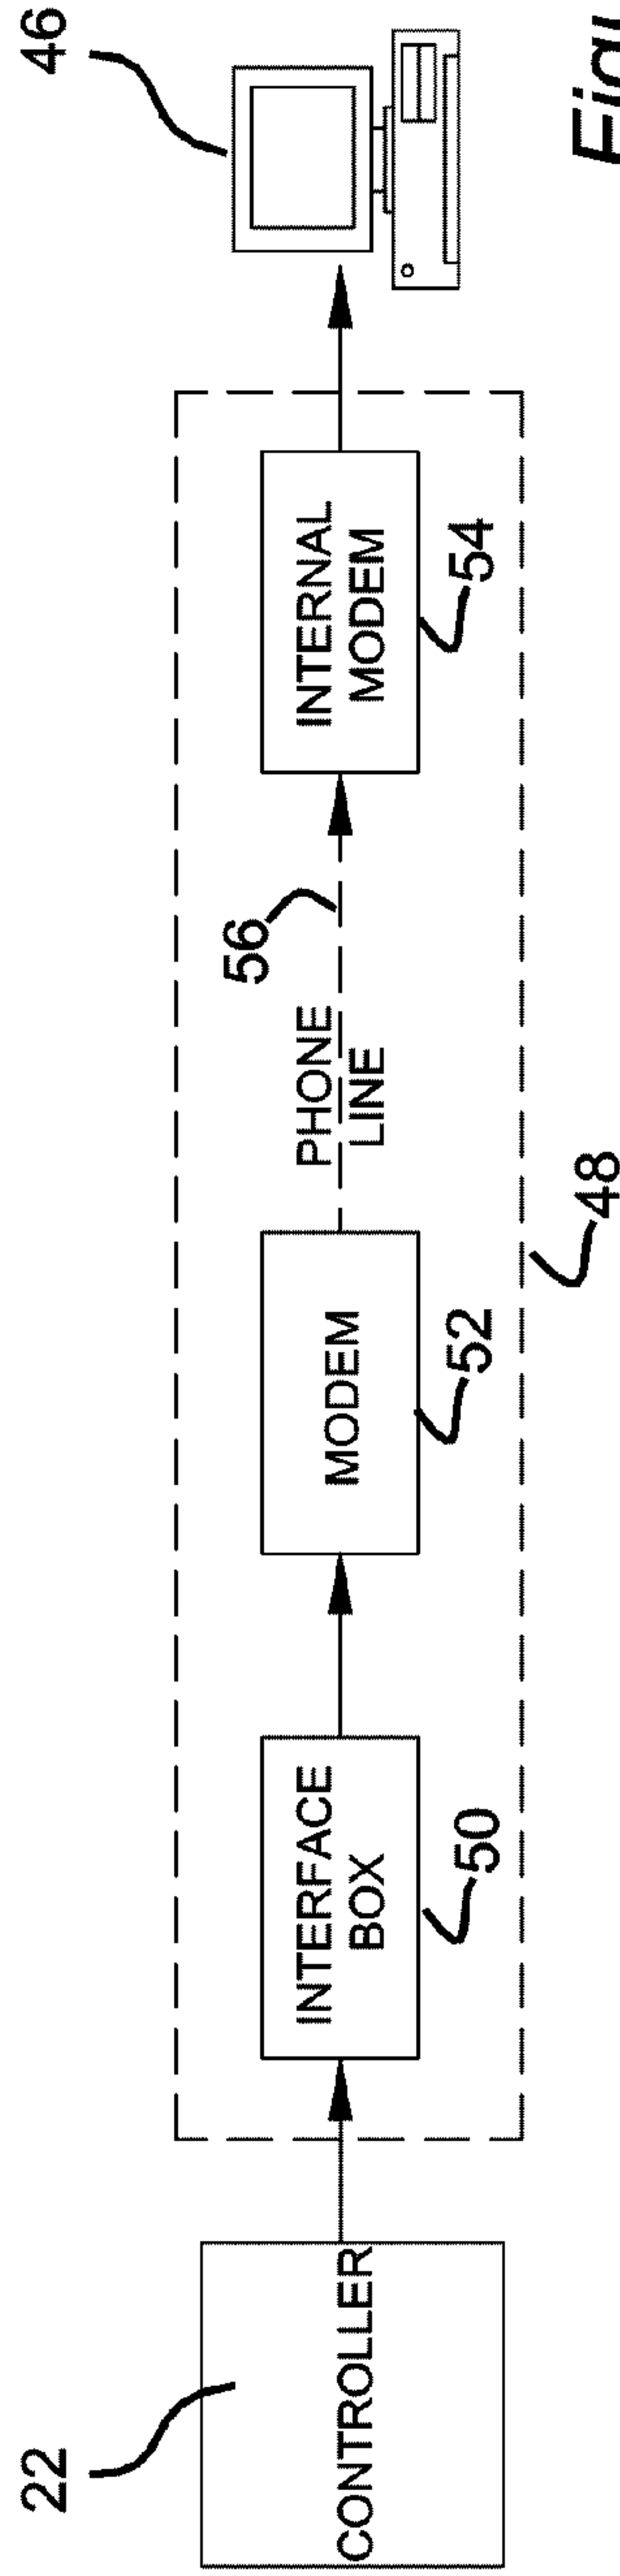 46
22
CONTROLLER
INTERFACE
BOX
50
MODEM
52
PHONE
LINE
56
INTERNAL
MODEM
54
48